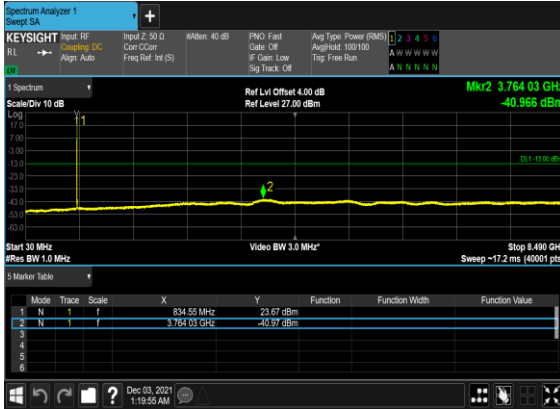 Spectrum Analyzer 1
Swept SA
+
KEYSIGHT Input: RF Input Z: 50 Ω #Atten: 40 dB PNO: Fast Avg Type: Power (RMS) 1 2 3 4 5 6
RL Coupling: DC Corr CCorr Gate: Off Avg|Hold: 100/100 A W W W W W
Align: Auto Freq Ref: Int (S) IF Gain: Low Trig: Free Run
Sig Track: Off A N N N N N
1 Spectrum Ref Lvl Offset 4.00 dB Mkr2 3.764 03 GHz
Scale/Div 10 dB Ref Level 27.00 dBm -40.966 dBm
Log
17.0
7.00
-3.00
-13.0 DL1 -13.00 dBm
-23.0
-33.0
-43.0
-53.0
-63.0
1
2
Start 30 MHz Video BW 3.0 MHz* Stop 8.490 GHz
#Res BW 1.0 MHz Sweep ~17.2 ms (40001 pts)
5 Marker Table
Mode Trace Scale X Y Function Function Width Function Value
1 N 1 f 834.55 MHz 23.67 dBm
2 N 1 f 3.764 03 GHz -40.97 dBm
3
4
5
6
? Dec 03, 2021
1:19:55 AM